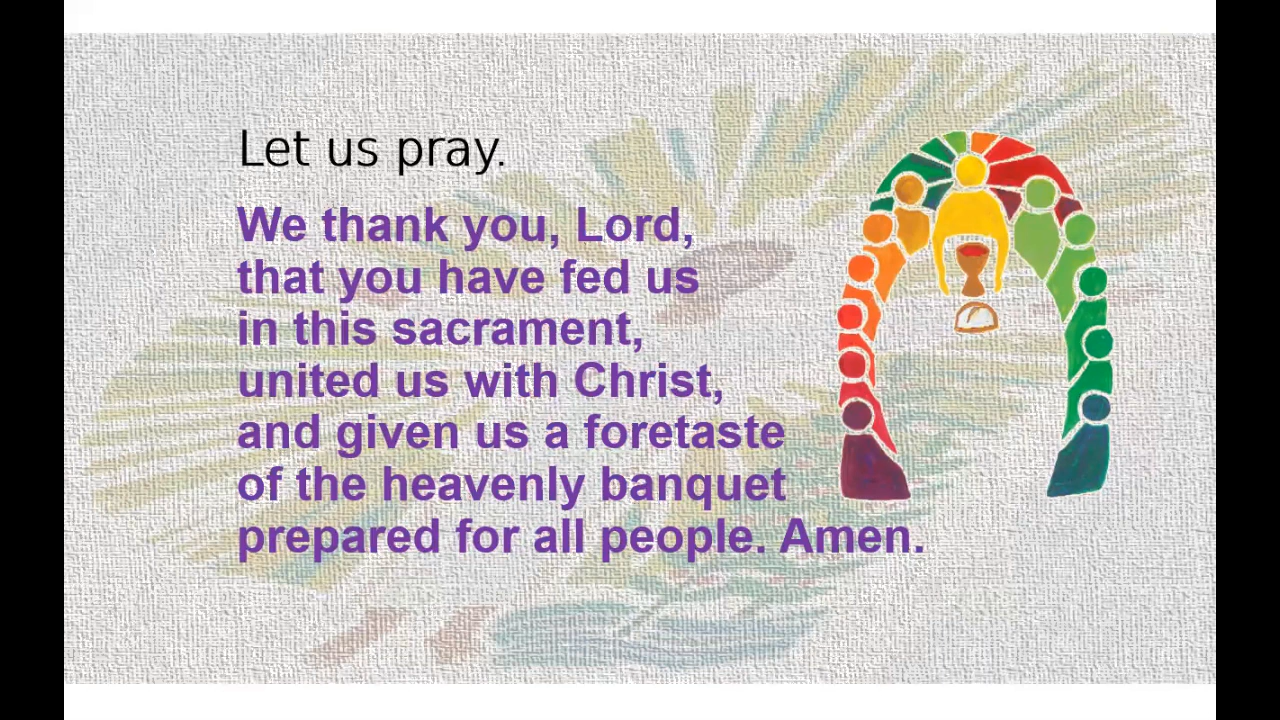 Let us pray.
We thank you, Lord,
that you have fed us
in this sacrament,
united us with Christ,
and given us a foretaste
of the heavenly banquet
prepared for all people. Amen.